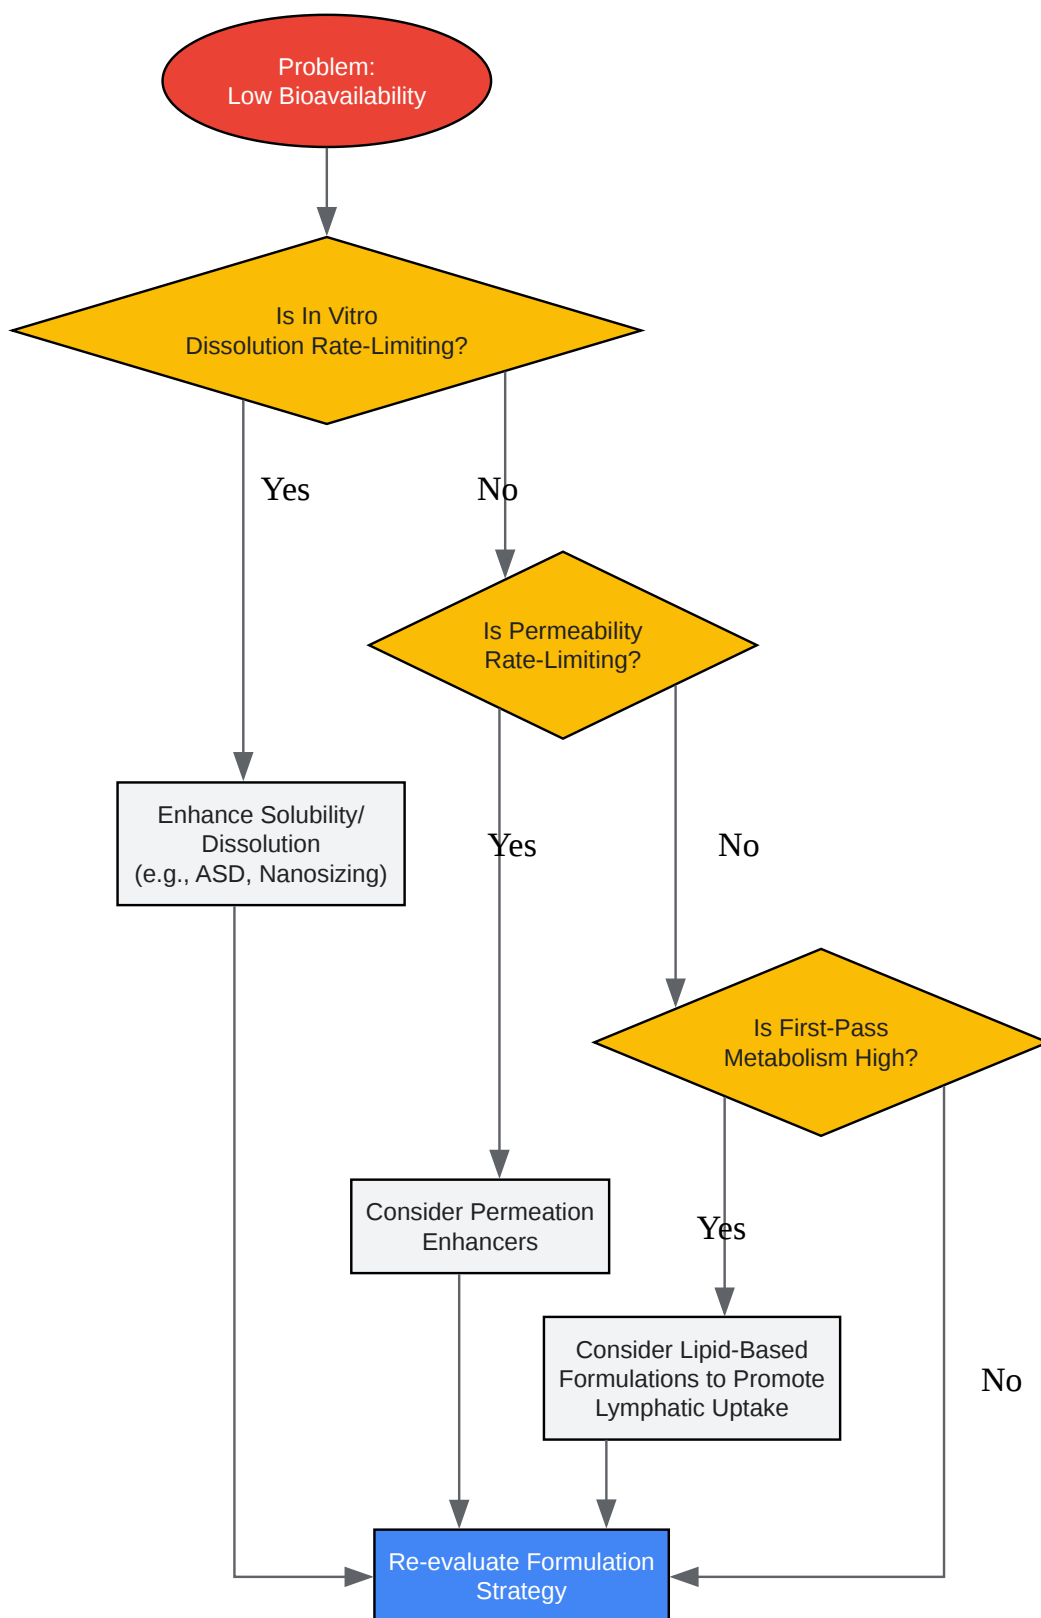 Problem:
Low Bioavailability
Is In Vitro
Dissolution Rate-Limiting?
Yes
No
Is Permeability
Rate-Limiting?
Enhance Solubility/
Dissolution
(e.g., ASD, Nanosizing)
Yes
No
Is First-Pass
Metabolism High?
Consider Permeation
Enhancers
Yes
Consider Lipid-Based
Formulations to Promote
Lymphatic Uptake
No
Re-evaluate Formulation
Strategy